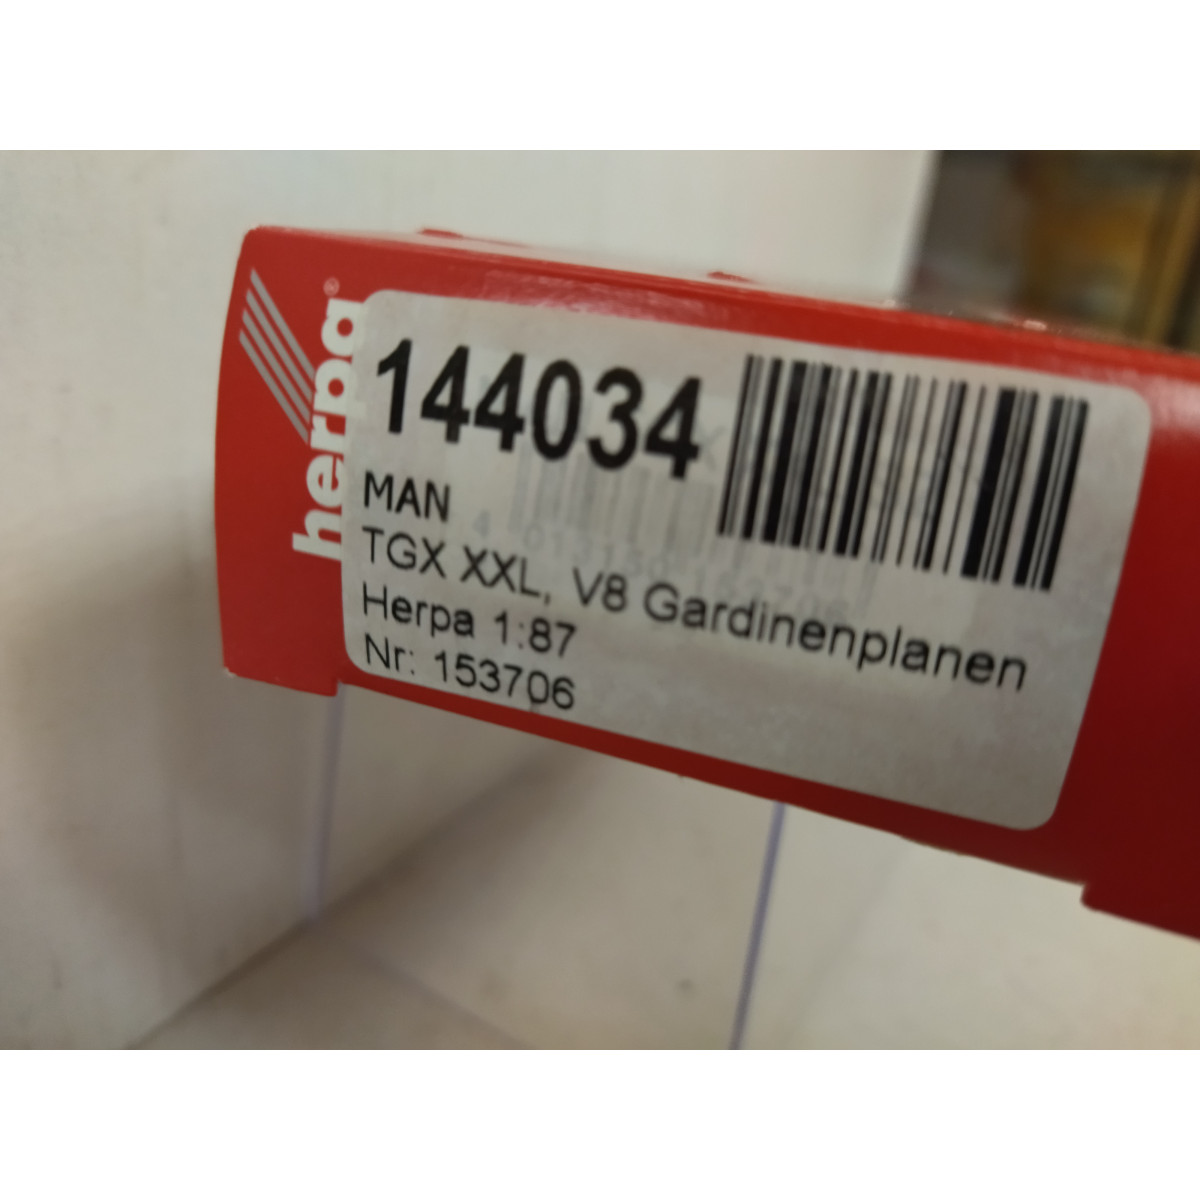 herpa®
144034
MAN
TGX XXL, V8 Gardinenplanen
Herpa 1:87
Nr: 153706